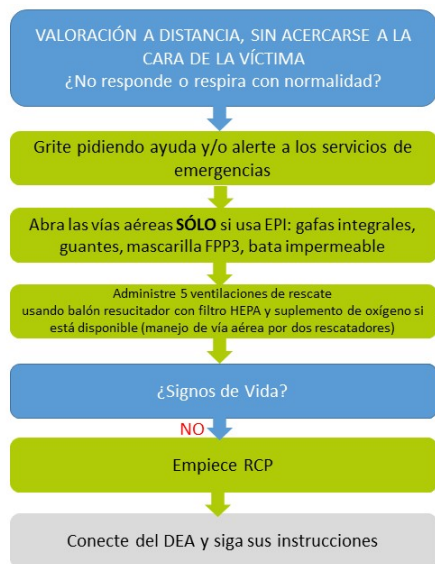 VALORACIÓN A DISTANCIA, SIN ACERCARSE A LA
CARA DE LA VÍCTIMA
¿No responde o respira con normalidad?
Grite pidiendo ayuda y/o alerte a los servicios de
emergencias
Abra las vías aéreas SÓLO si usa EPI: gafas integrales,
guantes, mascarilla FPP3, bata impermeable
Administre 5 ventilaciones de rescate
usando balón resucitador con filtro HEPA y suplemento de oxígeno si
está disponible (manejo de vía aérea por dos rescatadores)
¿Signos de Vida?
NO
Empiece RCP
Conecte del DEA y siga sus instrucciones